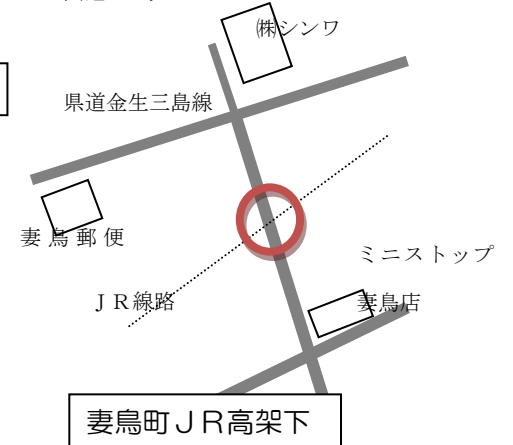 ㈱シンワ
県道金生三島線
妻鳥郵便
ミニストップ
妻鳥店
ＪＲ線路
妻鳥町ＪＲ高架下